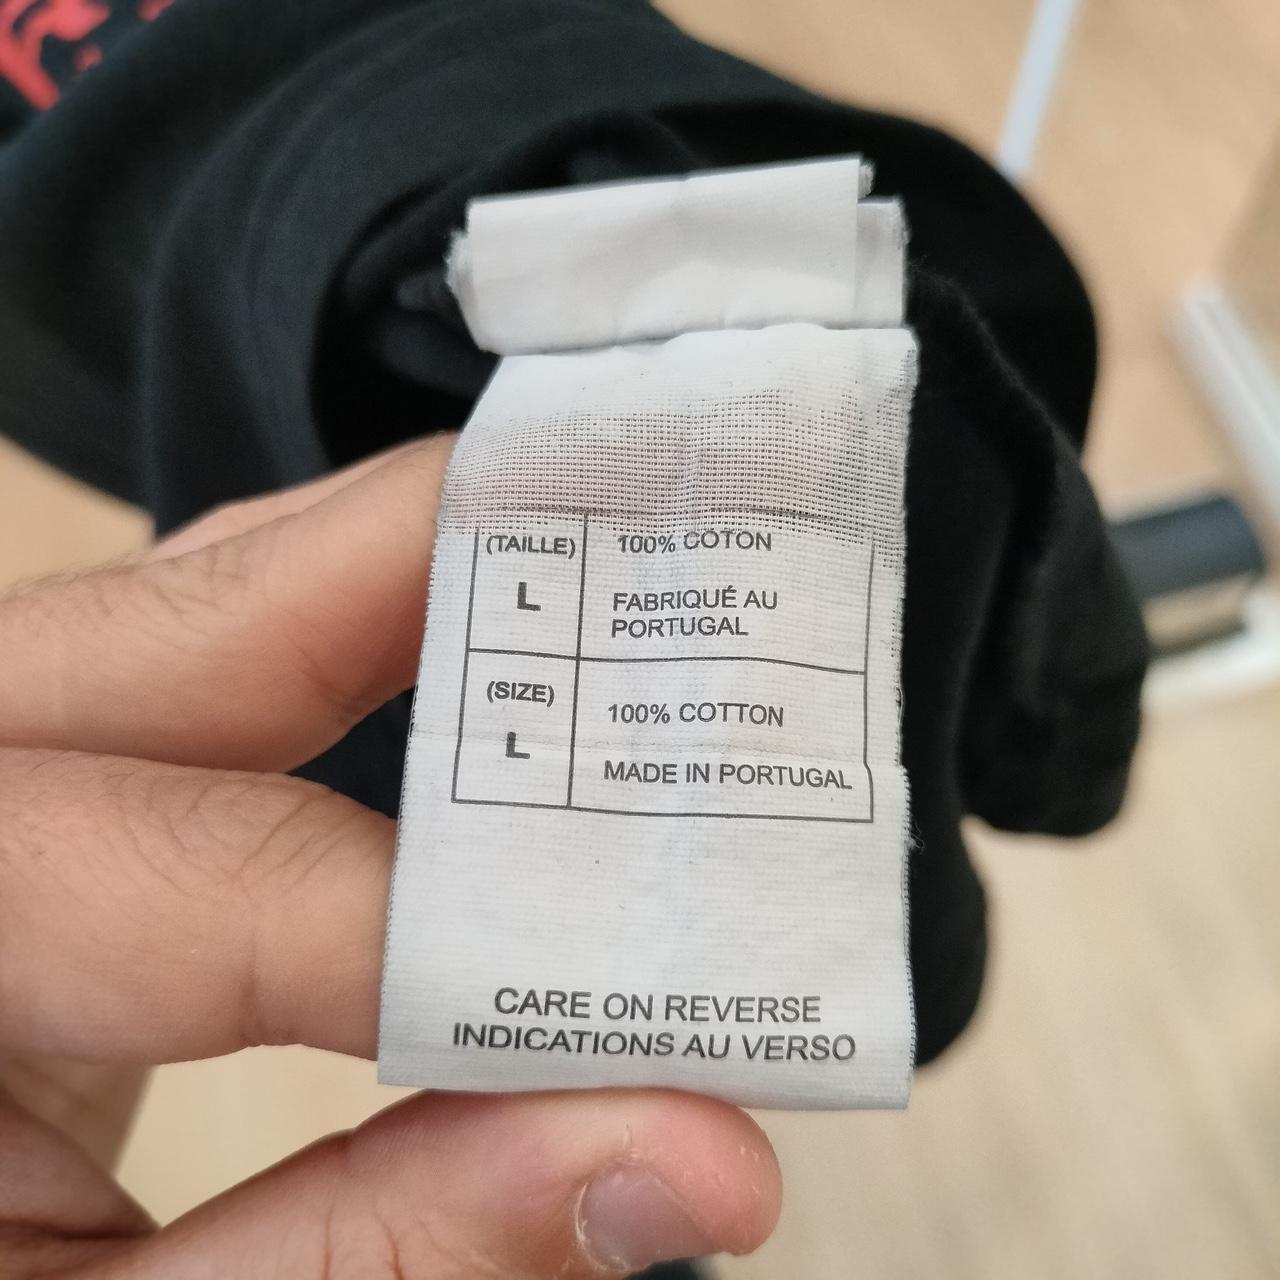 (TAILLE)
L
100% COTON
FABRIQUÉ AU
PORTUGAL
(SIZE)
L
100% COTTON
MADE IN PORTUGAL
CARE ON REVERSE
INDICATIONS AU VERSO